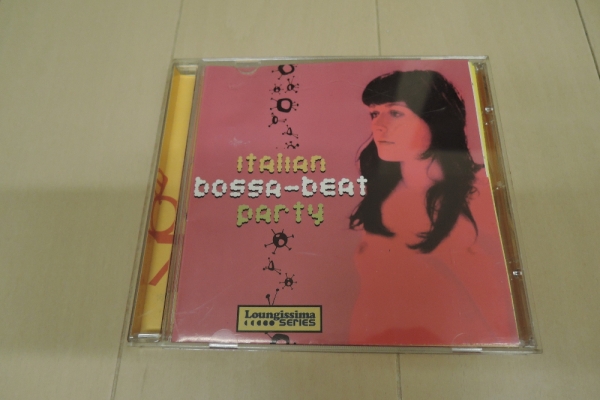 italian
bossa-beat
party
Loungissima
SERIES